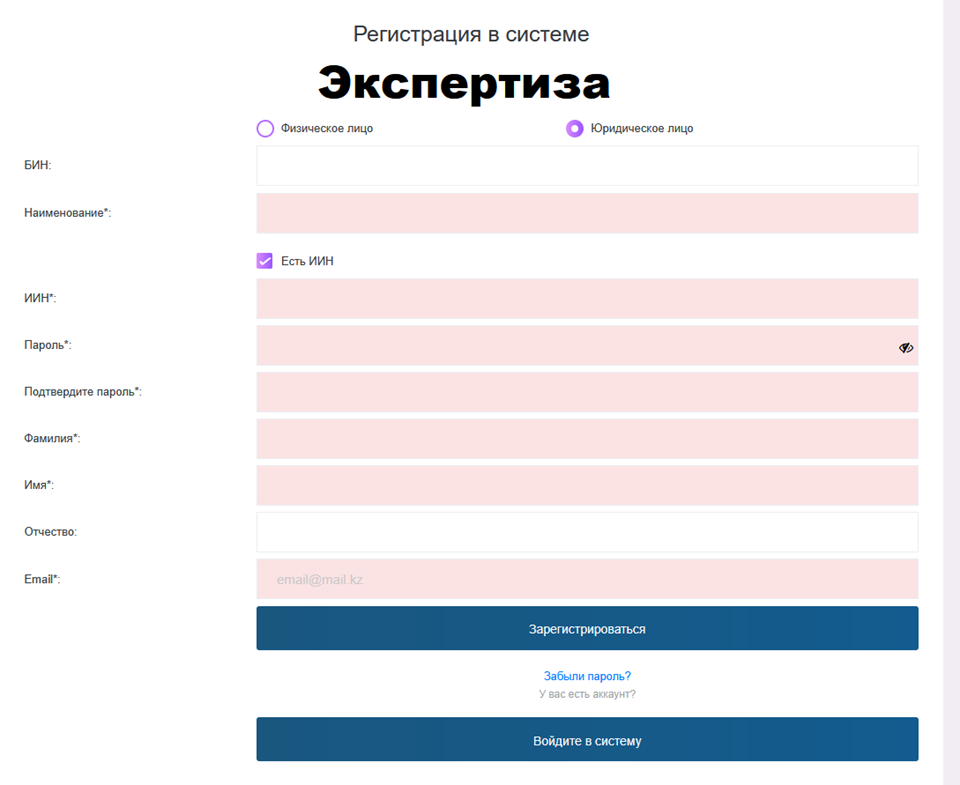 Регистрация в системе
Экспертиза
Физическое лицо Юридическое лицо
БИН:
Наименование*:
Есть ИИН
ИИН*:
Пароль*:
Подтвердите пароль*:
Фамилия*:
Имя*:
Отчество:
Email*: email@mail.kz
Зарегистрироваться
Забыли пароль?
У вас есть аккаунт?
Войдите в систему